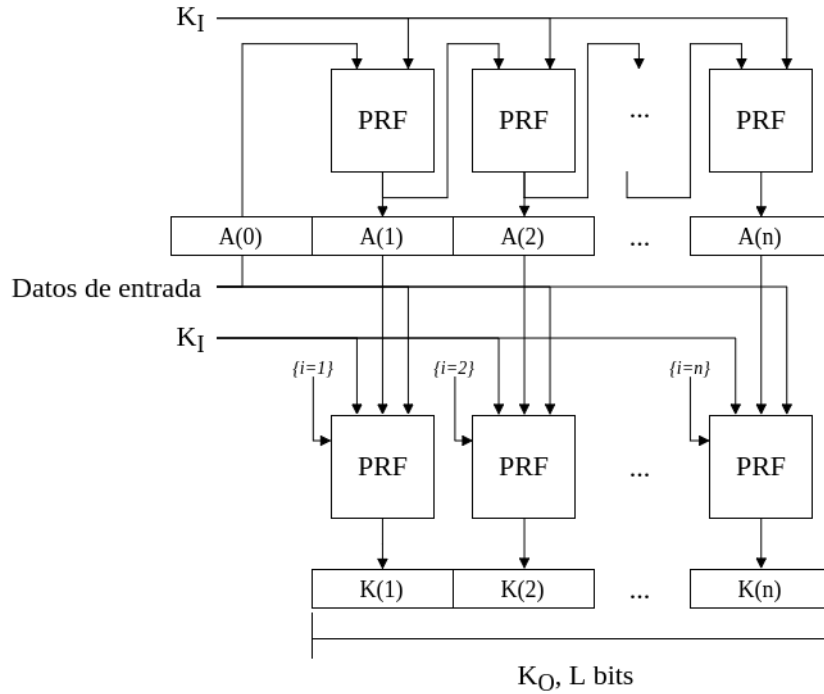 K_I
PRF PRF ... PRF
A(0) A(1) A(2) ... A(n)
Datos de entrada
K_I
{i=1} {i=2} {i=n}
PRF PRF ... PRF
K(1) K(2) ... K(n)
K_O, L bits